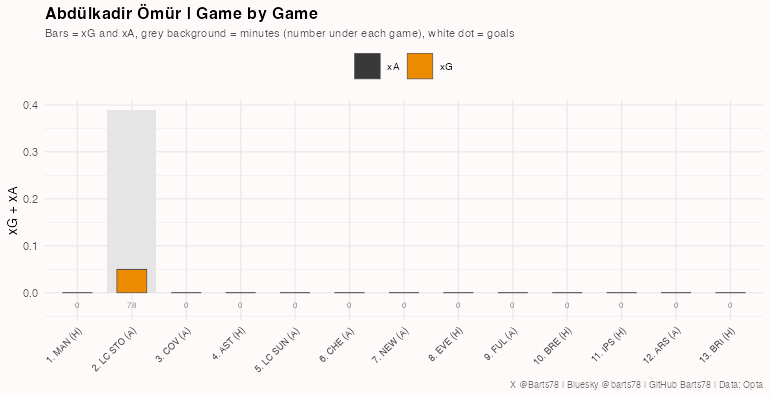 Abdülkadir Ömür | Game by Game
Bars = xG and xA, grey background = minutes (number under each game), white dot = goals
xA xG
xG + xA
0.4
0.3
0.2
0.1
0.0
0 78 0 0 0 0 0 0 0 0 0 0 0
1. MAN (H)
2. LC STO (A)
3. COV (A)
4. AST (H)
5. LC SUN (A)
6. CHE (A)
7. NEW (A)
8. EVE (H)
9. FUL (A)
10. BRE (H)
11. IPS (H)
12. ARS (A)
13. BRI (H)
X @Barts78 | Bluesky @barts78 | GitHub Barts78 | Data: Opta